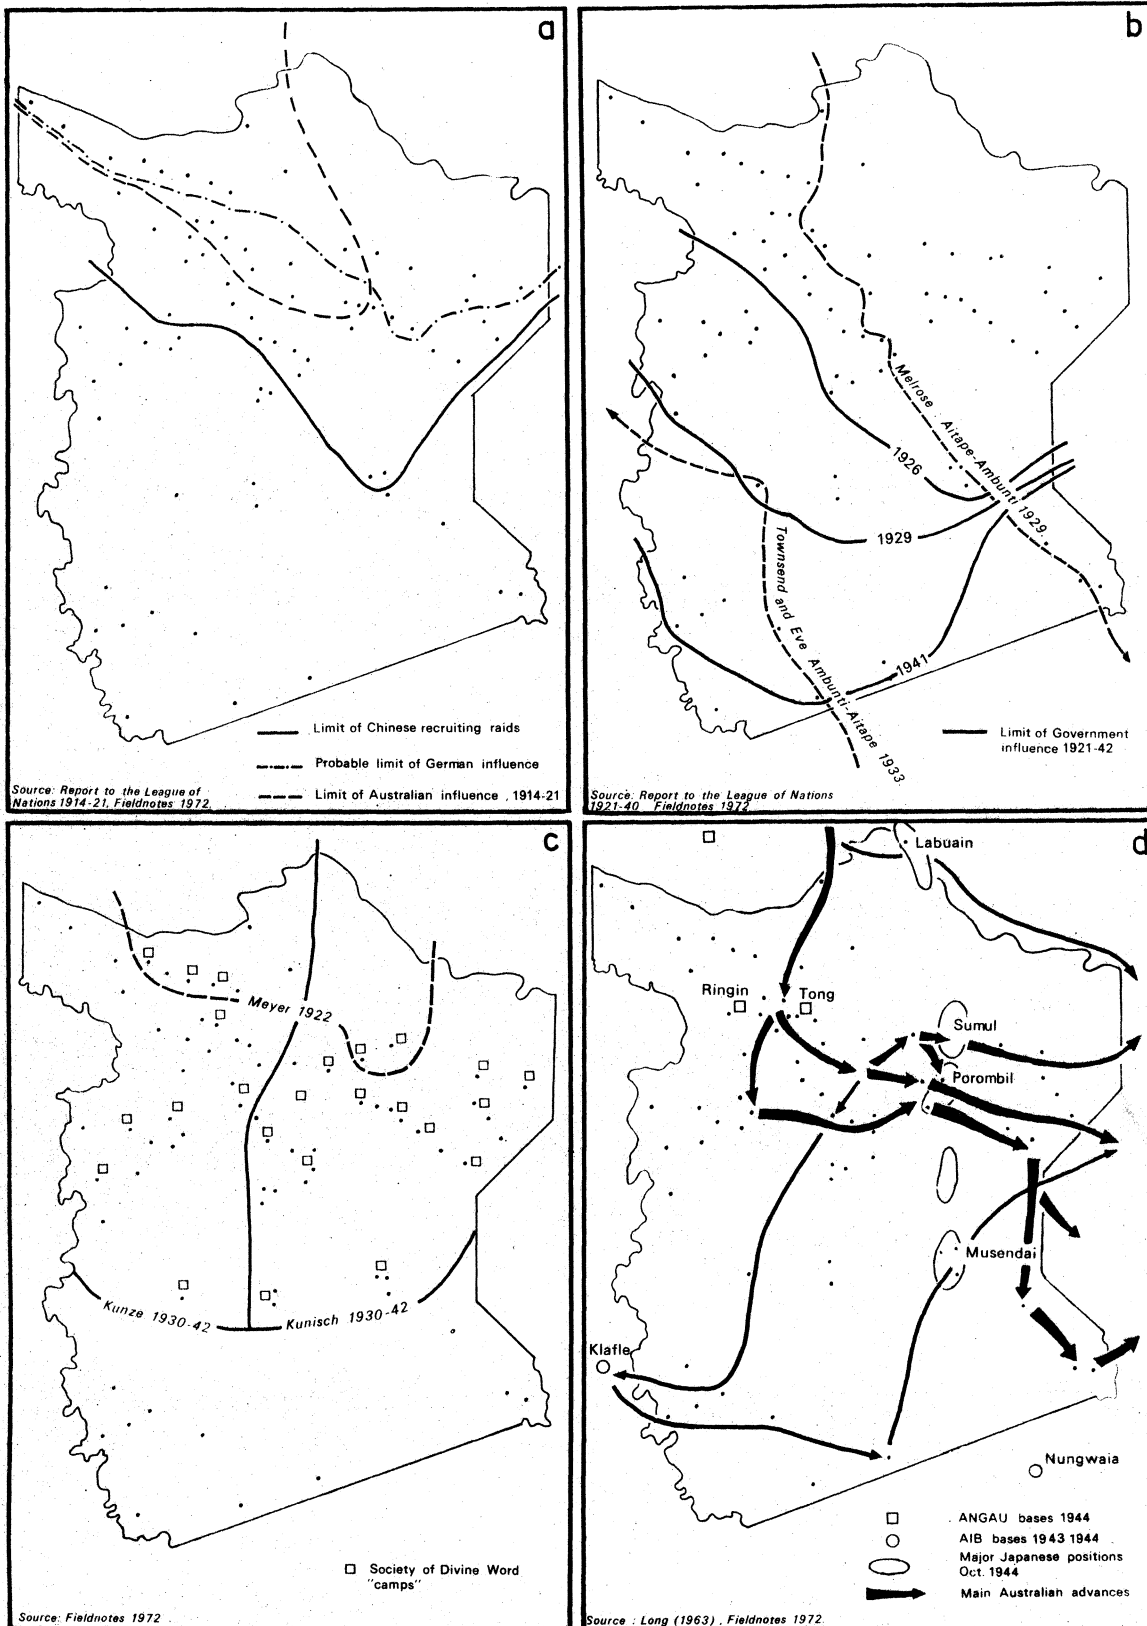 a
Limit of Chinese recruiting raids
Probable limit of German influence
Limit of Australian influence , 1914-21
Source: Report to the League of
Nations 1914-21, Fieldnotes 1972.
b
Melrose . Aitape-Ambunti 1929
1926
1929
Townsend and Eve Ambunti-Aitape 1933
1941
Limit of Government
influence 1921-42
Source: Report to the League of Nations
1921-40 Fieldnotes 1972
c
Meyer 1922
Kunze 1930-42
Kunisch 1930-42
Society of Divine Word
"camps"
Source: Fieldnotes 1972
d
Labuain
Ringin
Tong
Sumul
Porombil
Musendai
Klafle
Nungwaia
ANGAU bases 1944
AIB bases 1943 1944
Major Japanese positions
Oct. 1944
Main Australian advances
Source : Long (1963) , Fieldnotes 1972.